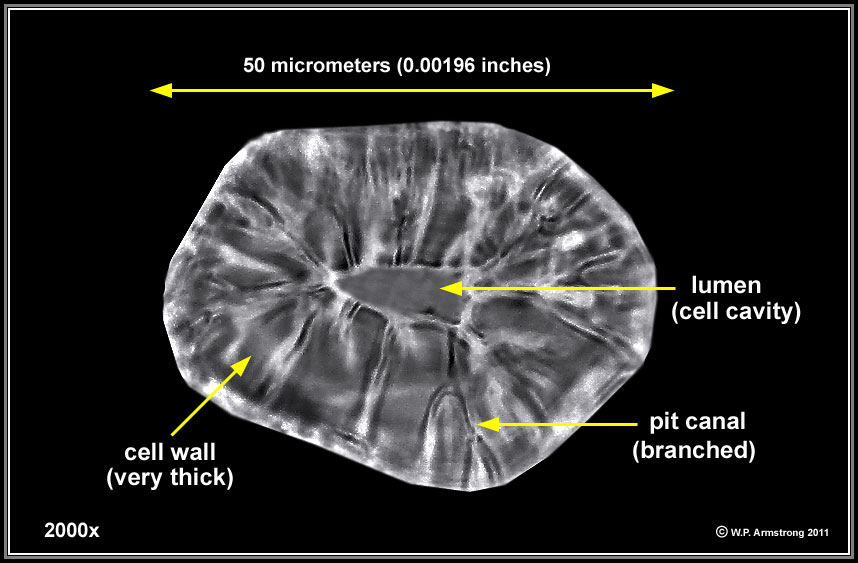 50 micrometers (0.00196 inches)
lumen
(cell cavity)
pit canal
(branched)
cell wall
(very thick)
2000x
© W.P. Armstrong 2011